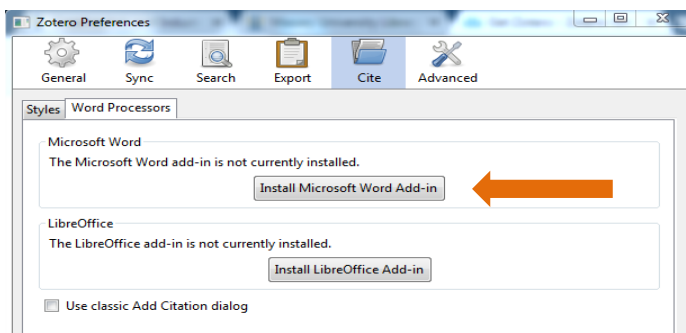 Zotero Preferences
General Sync Search Export Cite Advanced
Styles Word Processors
Microsoft Word
The Microsoft Word add-in is not currently installed.
Install Microsoft Word Add-in
LibreOffice
The LibreOffice add-in is not currently installed.
Install LibreOffice Add-in
Use classic Add Citation dialog